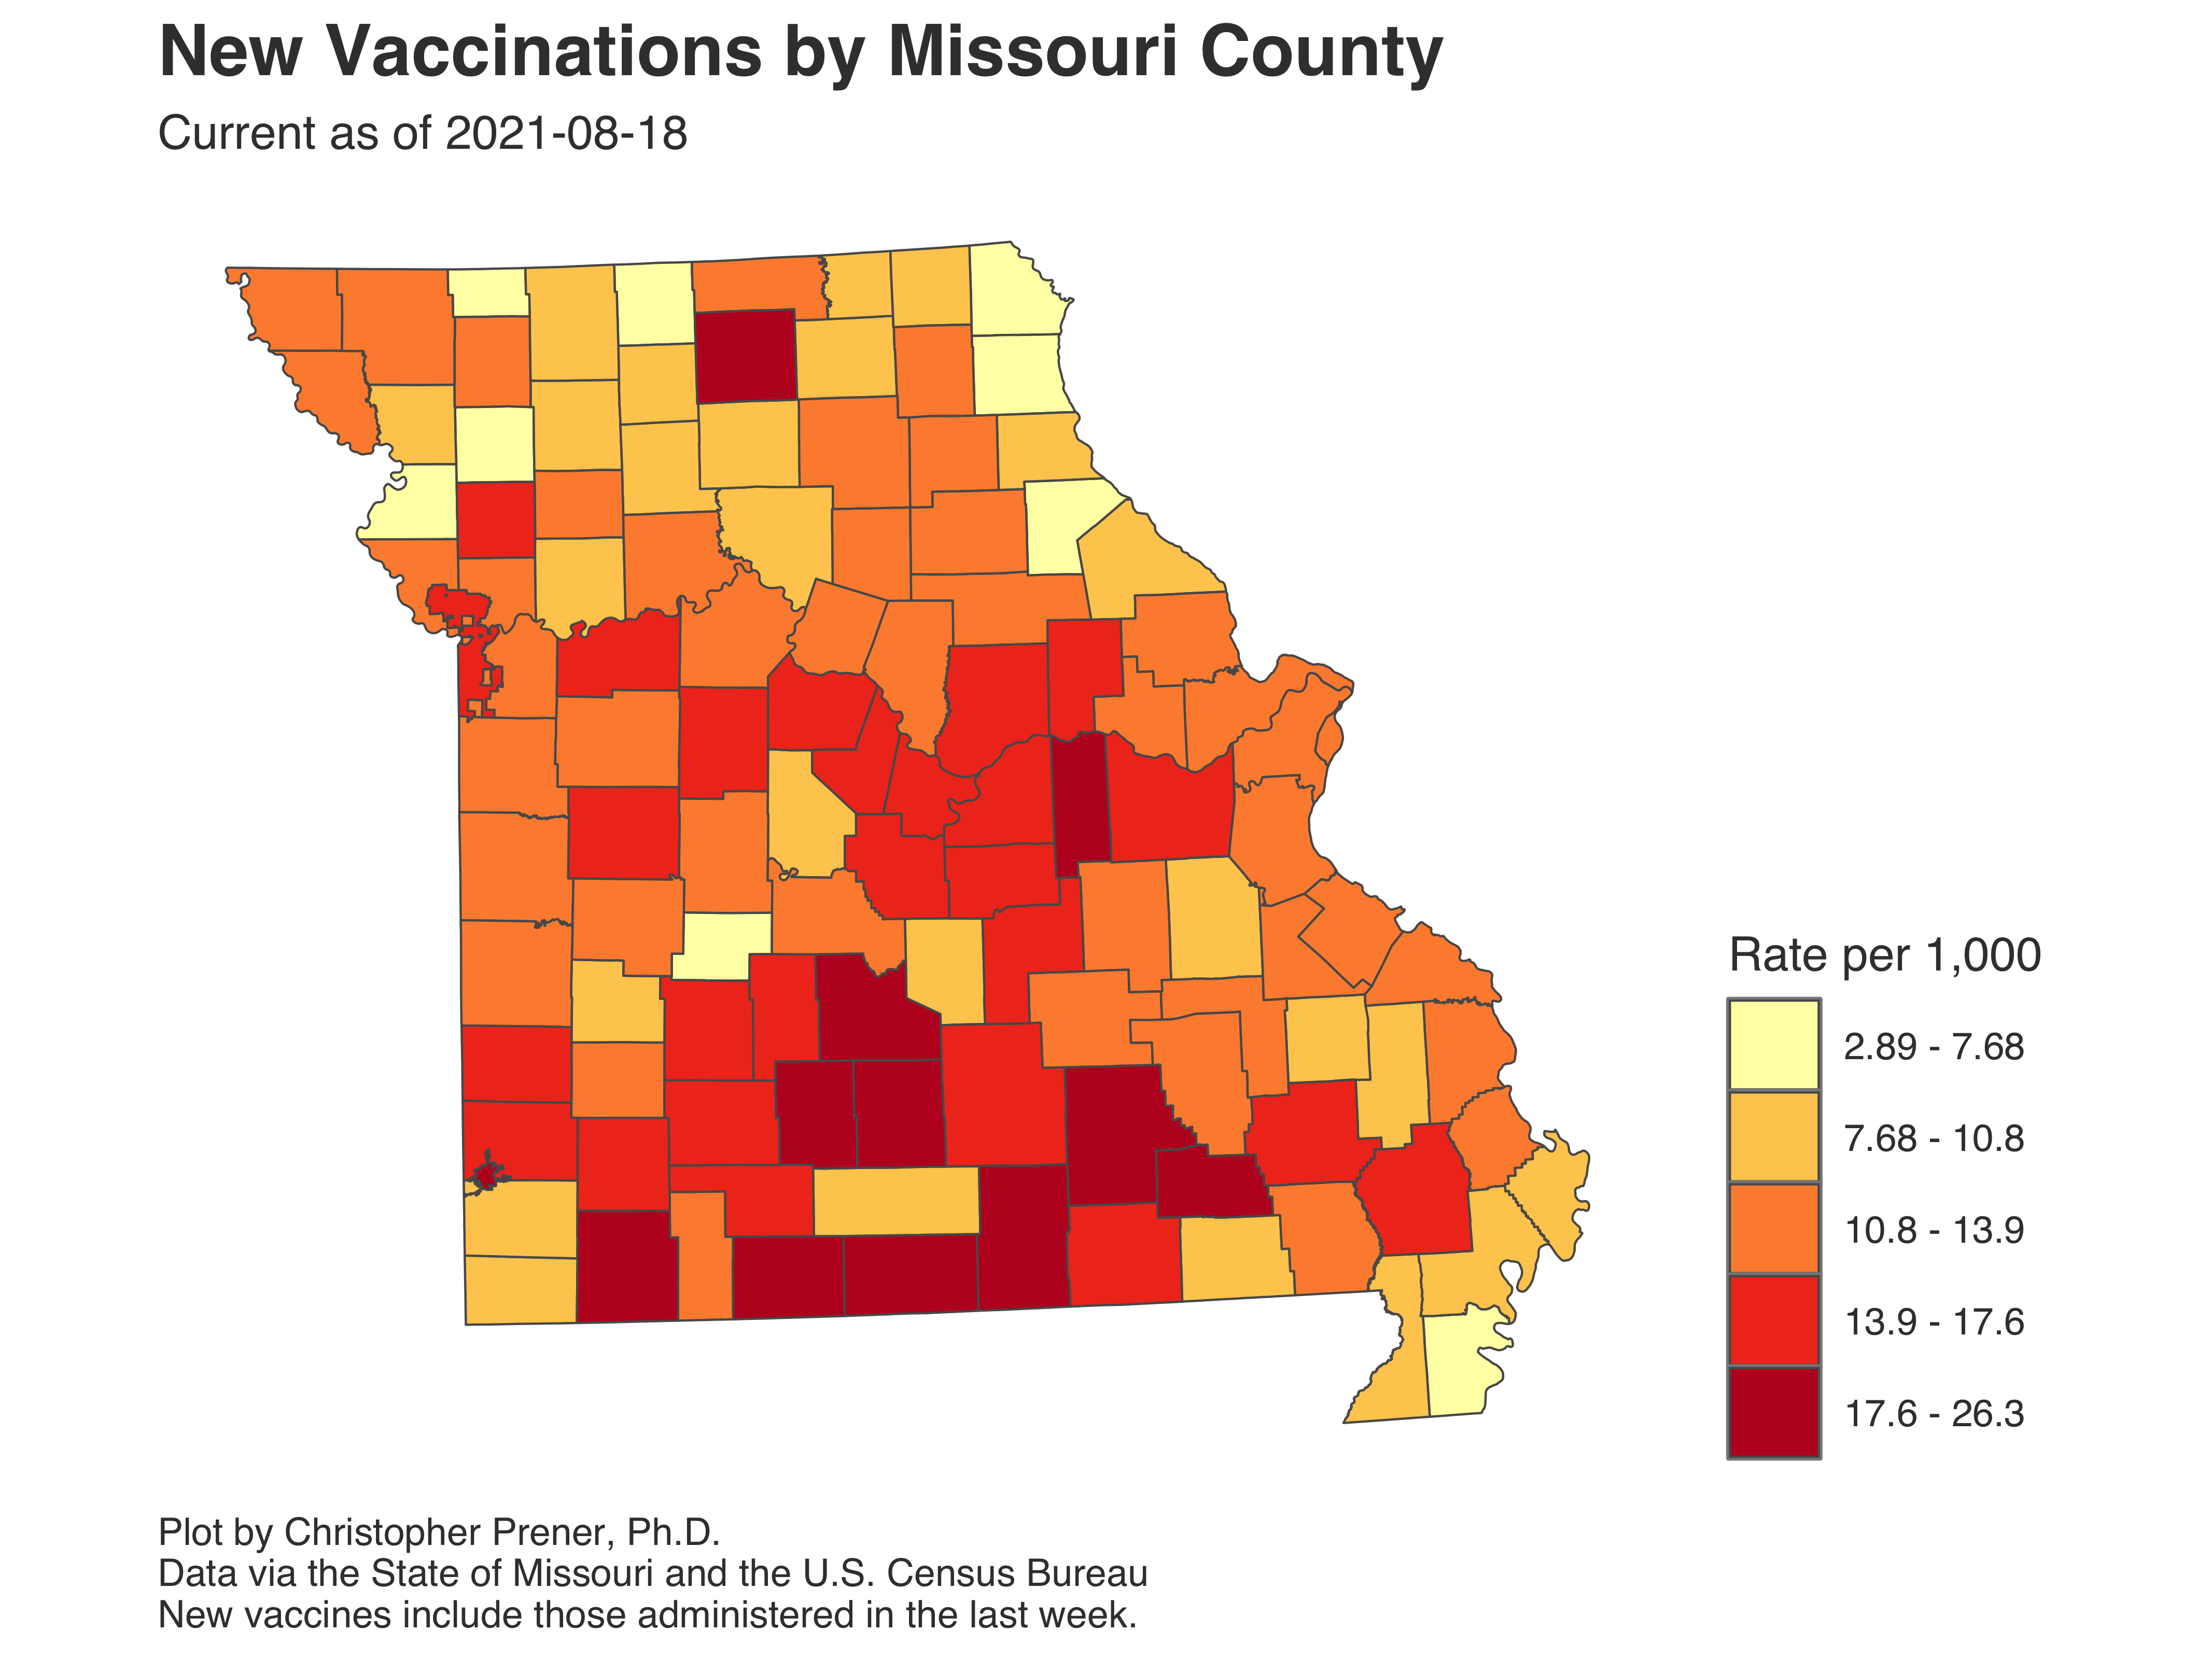 New Vaccinations by Missouri County
Current as of 2021-08-18
Rate per 1,000
2.89 - 7.68
7.68 - 10.8
10.8 - 13.9
13.9 - 17.6
17.6 - 26.3
Plot by Christopher Prener, Ph.D.
Data via the State of Missouri and the U.S. Census Bureau
New vaccines include those administered in the last week.